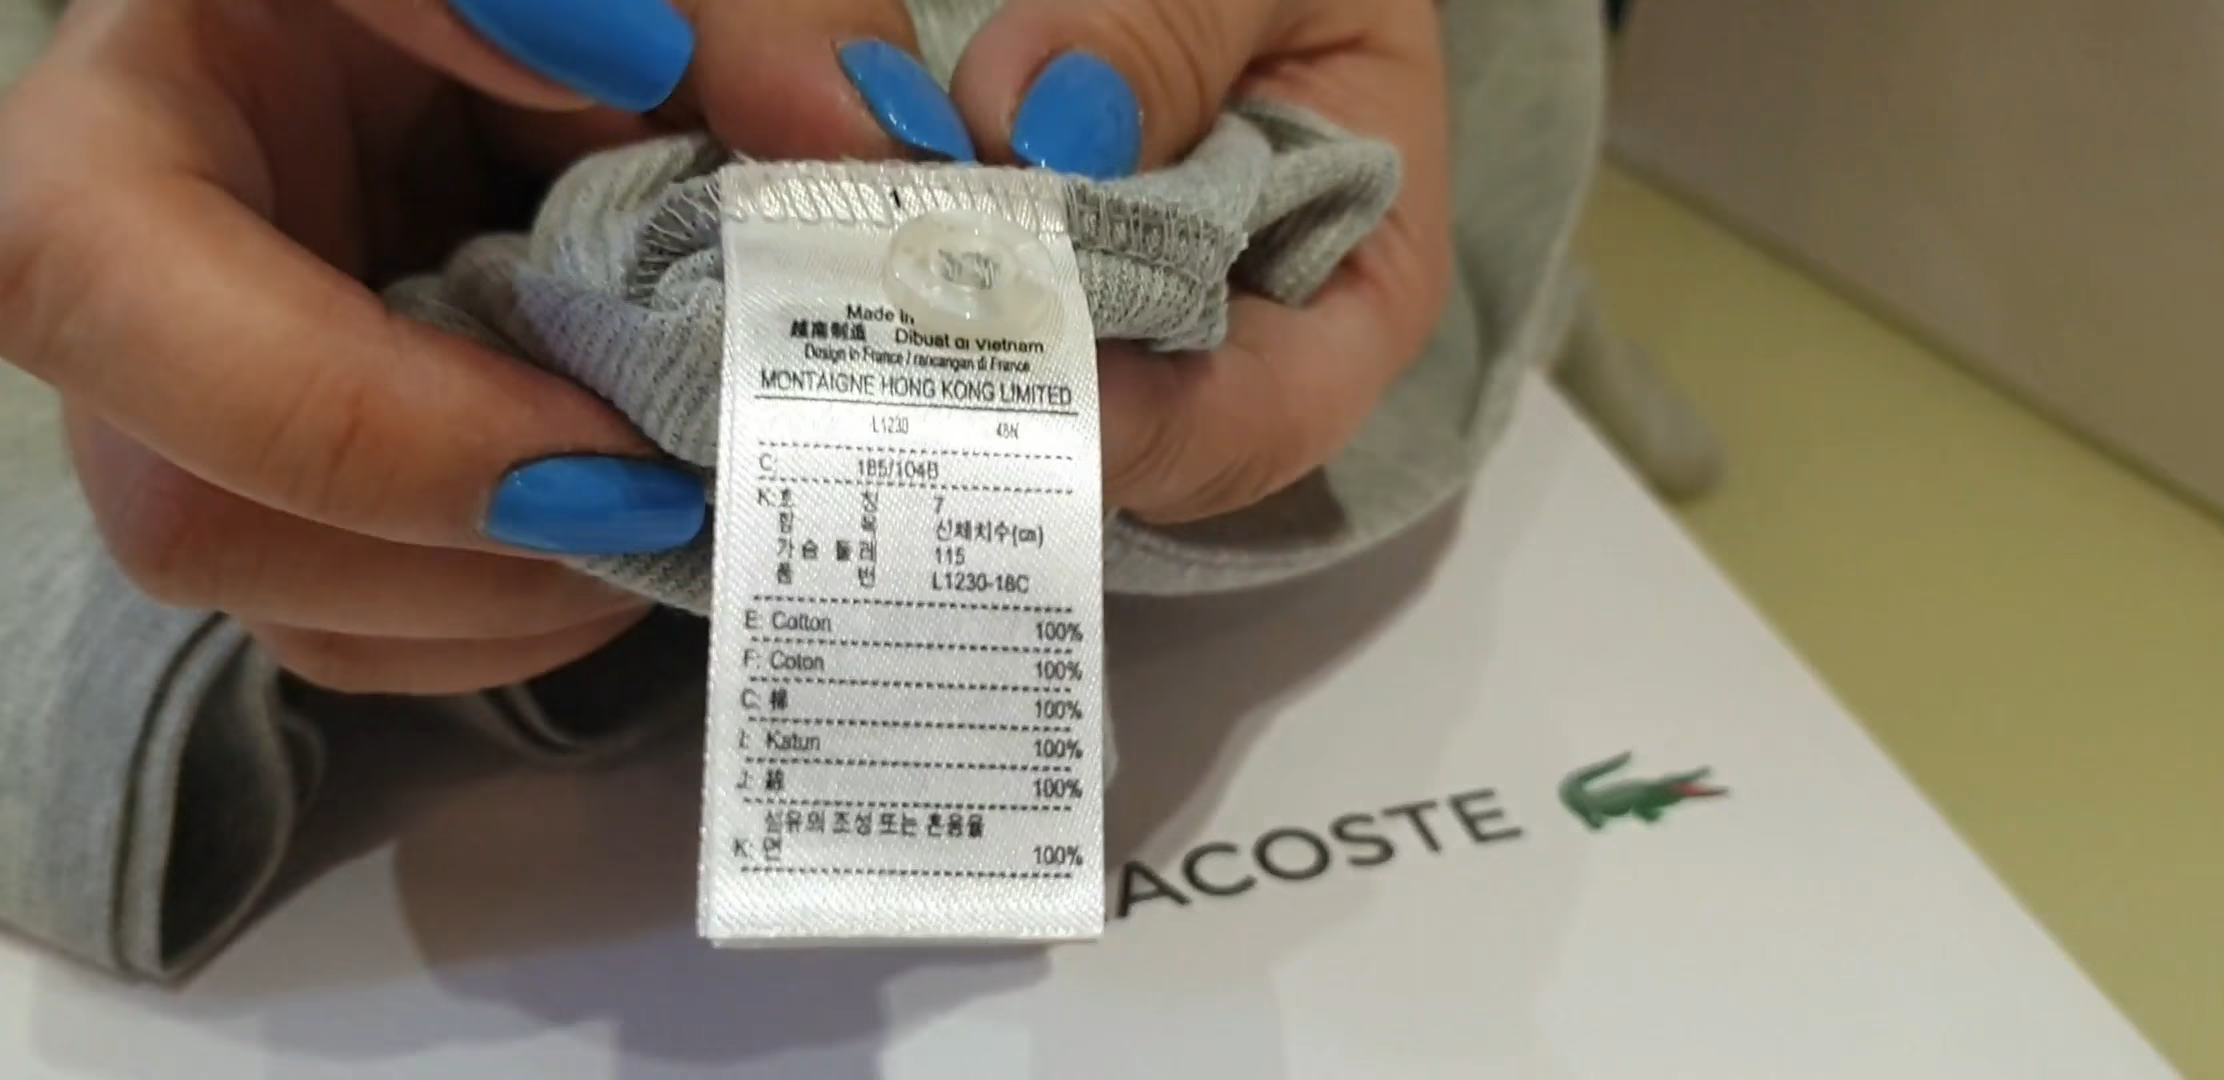 Made in
越南制造 Dibuat di Vietnam
Design in France / rancangan di France
MONTAIGNE HONG KONG LIMITED
L1230
C: 185/104B
K: 호 칭 7
신체치수(㎝)
가슴둘레 115
품 번 L1230-18C
E: Cotton 100%
F: Coton 100%
C: 棉 100%
I: Katun 100%
J: 綿 100%
섬유의 조성 또는 혼용율
K: 면 100%
ACOSTE